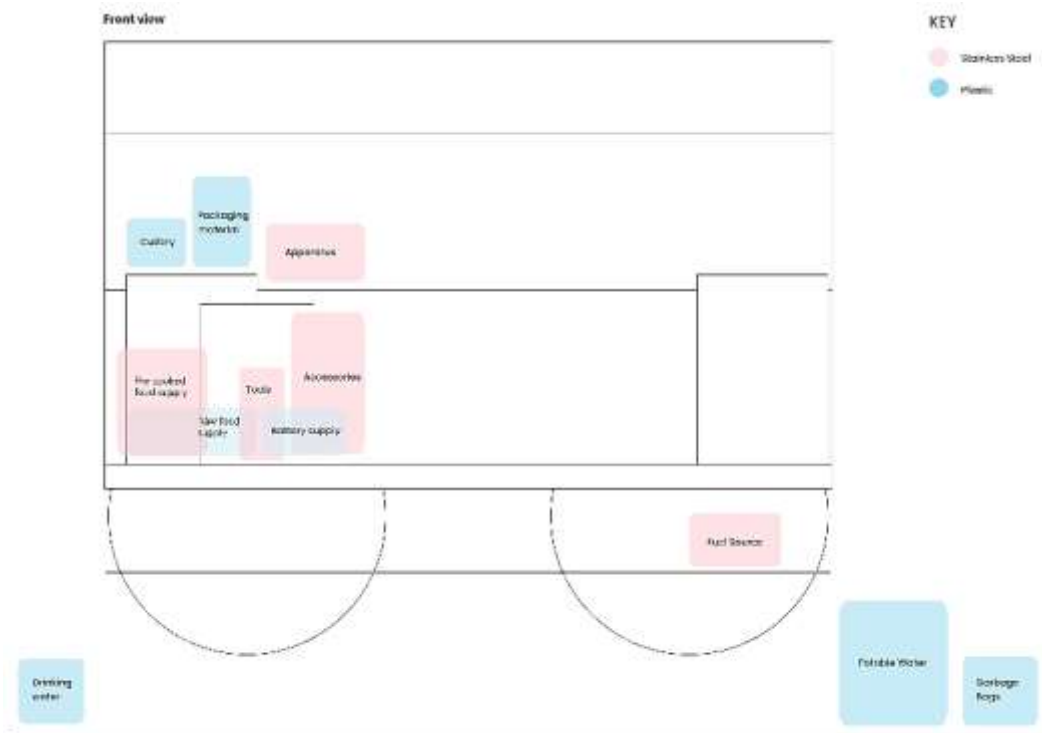 Front view
KEY
Stainless Steel
Plastic
Packaging
material
Cutlery
Apparatus
Pre cooked
food supply
Tools
Accessories
raw food
supply
Battery supply
Fuel Source
Potable Water
Drinking
water
Garbage
Bags